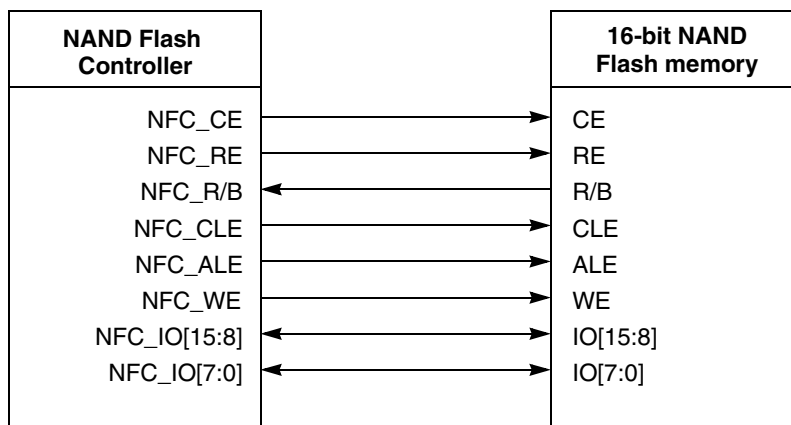 NAND Flash
Controller
NFC_CE
NFC_RE
NFC_R/B
NFC_CLE
NFC_ALE
NFC_WE
NFC_IO[15:8]
NFC_IO[7:0]
16-bit NAND
Flash memory
CE
RE
R/B
CLE
ALE
WE
IO[15:8]
IO[7:0]